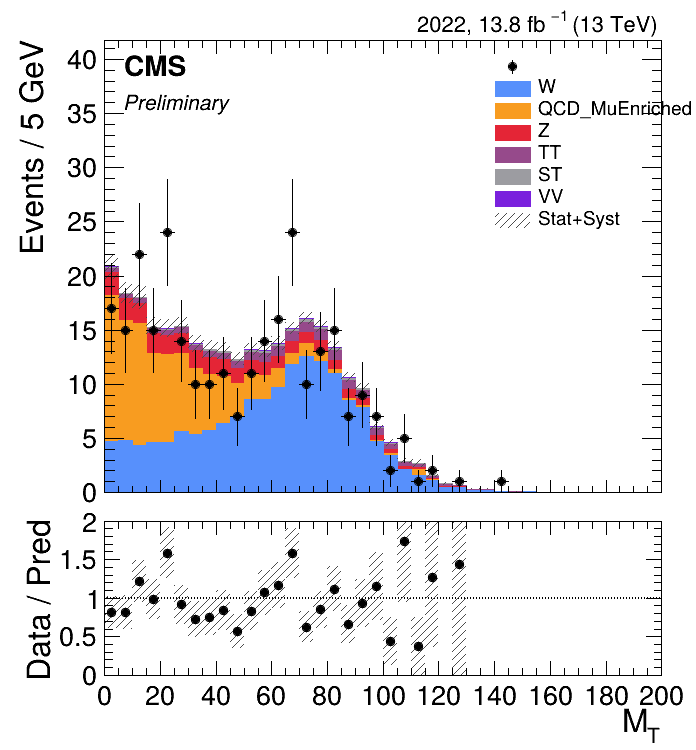 2022, 13.8 fb⁻¹ (13 TeV)
CMS
Preliminary
W
QCD_MuEnriched
Z
TT
ST
VV
Stat+Syst
Events / 5 GeV
40
35
30
25
20
15
10
5
0
Data / Pred
2
1.5
1
0.5
0
0 20 40 60 80 100 120 140 160 180 200
M_T